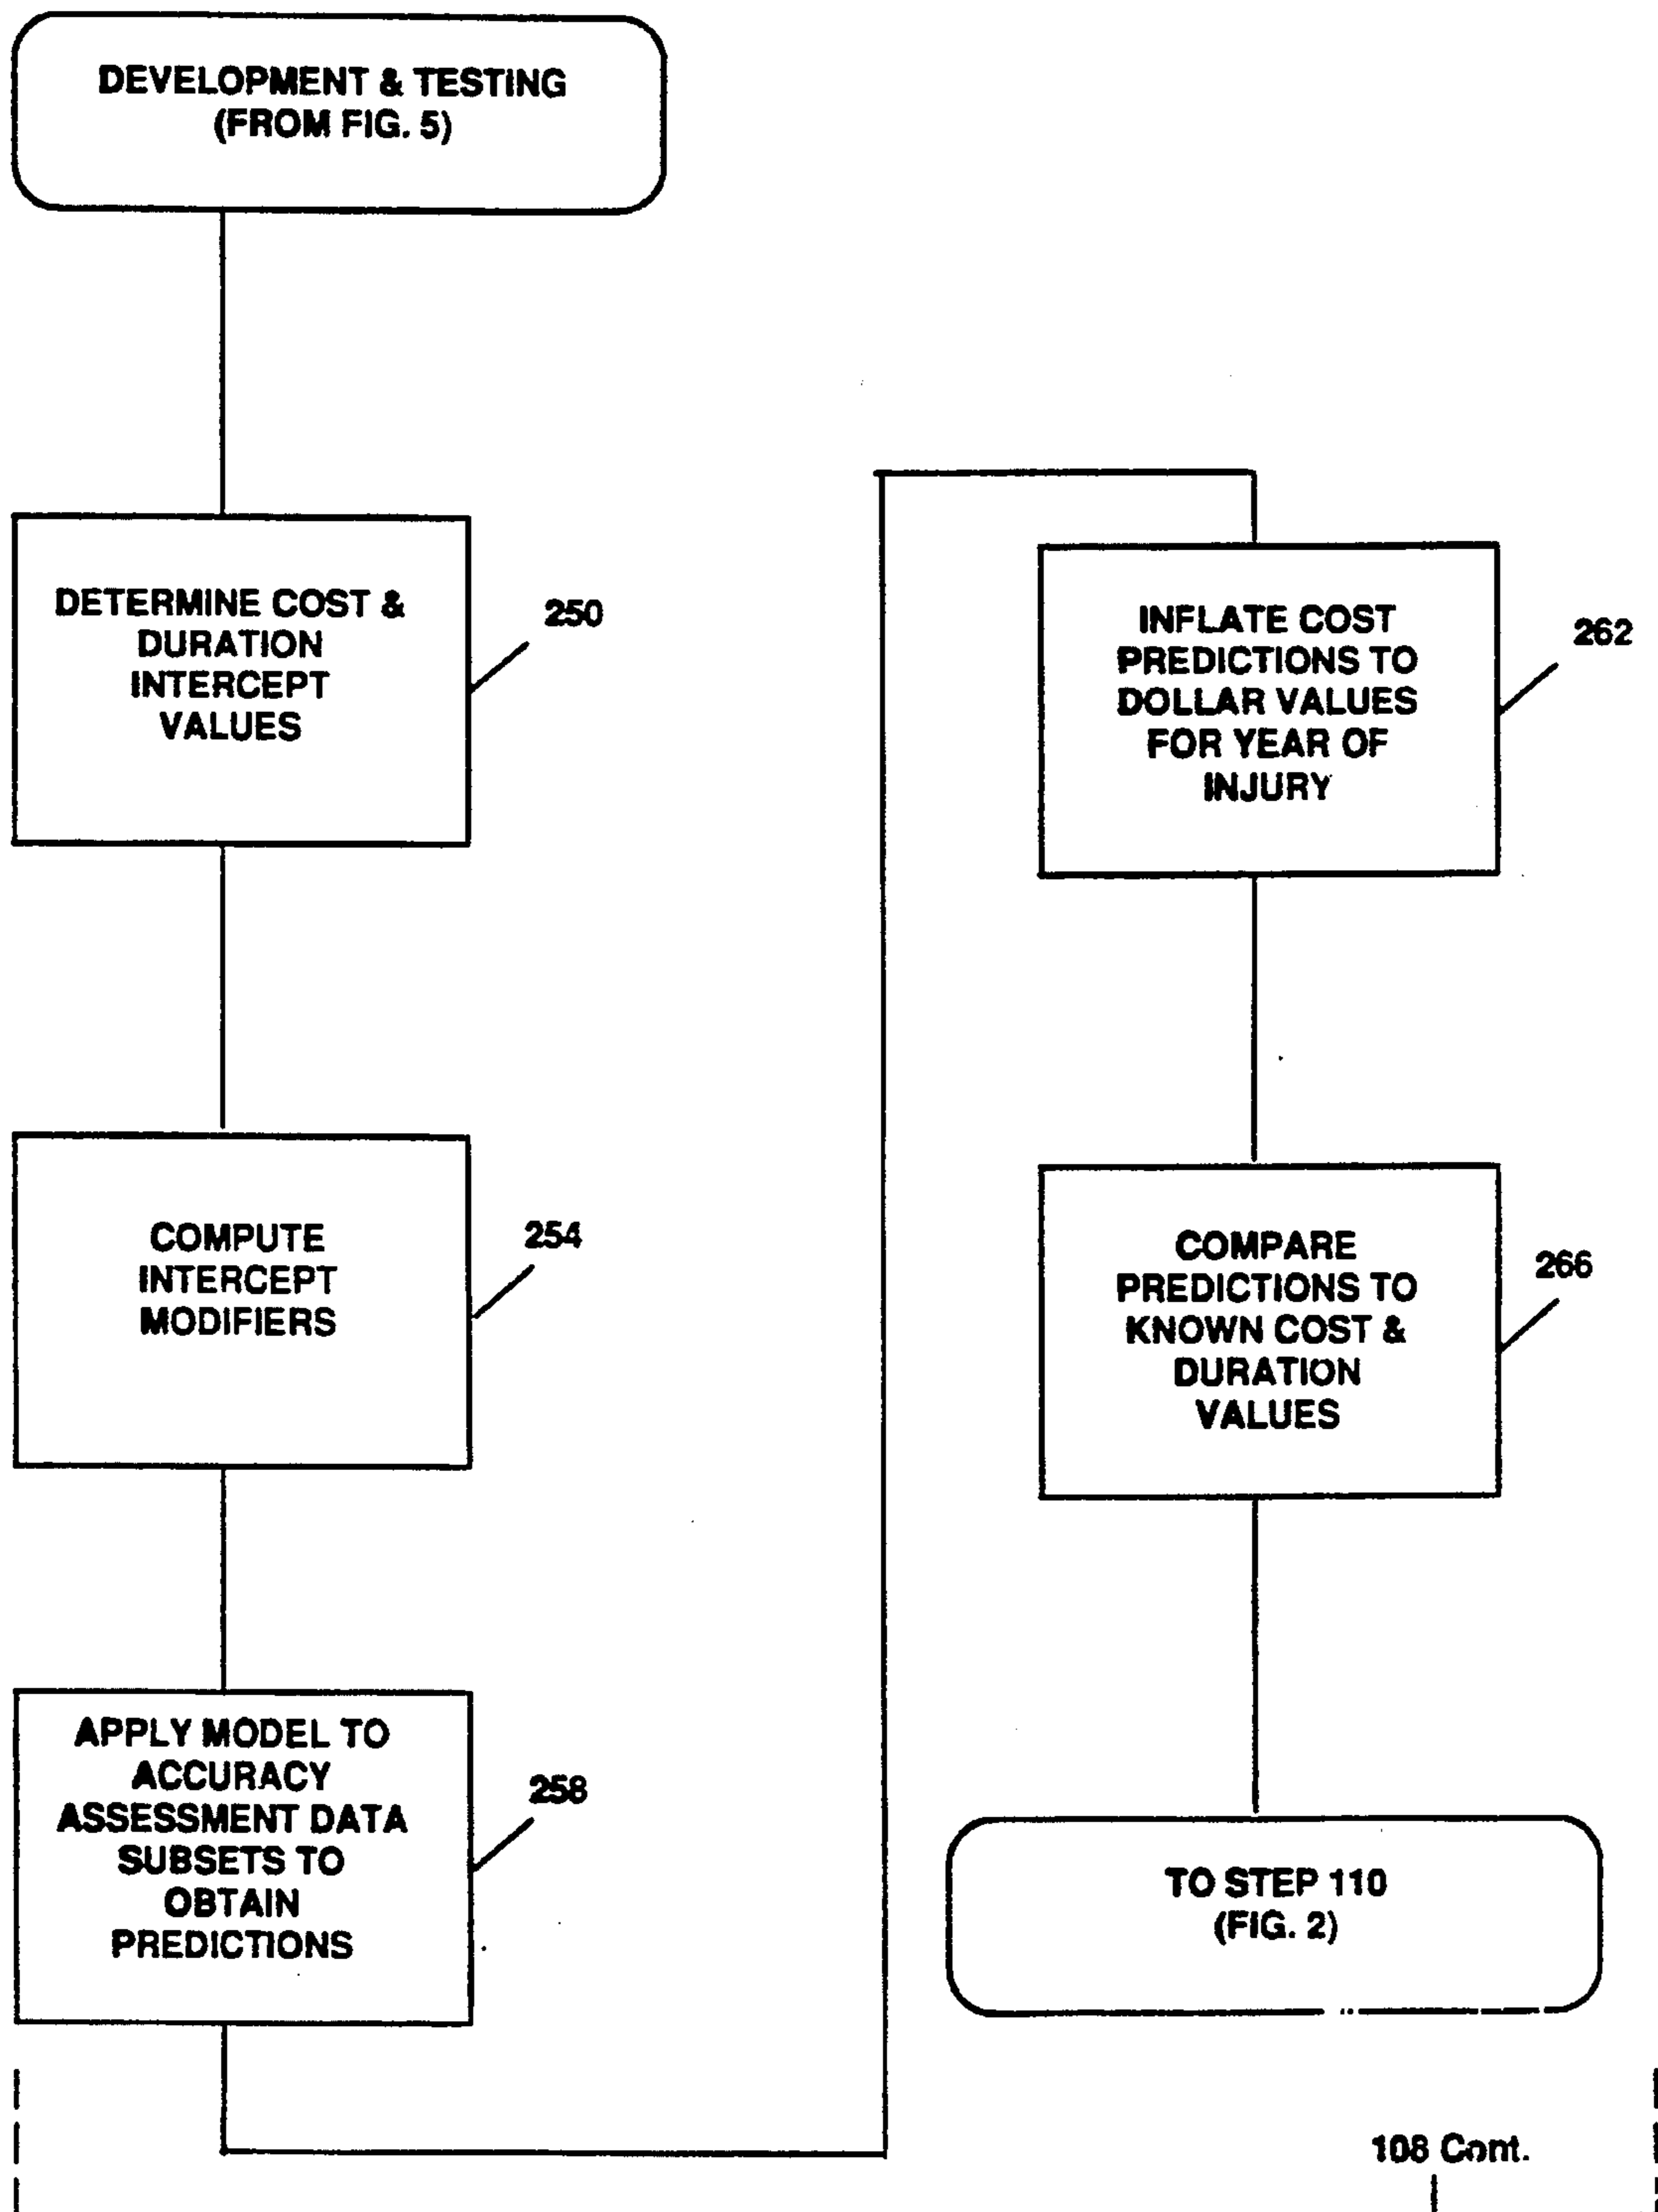 DEVELOPMENT & TESTING
(FROM FIG. 5)
DETERMINE COST &
DURATION
INTERCEPT
VALUES
250
COMPUTE
INTERCEPT
MODIFIERS
254
APPLY MODEL TO
ACCURACY
ASSESSMENT DATA
SUBSETS TO
OBTAIN
PREDICTIONS
258
INFLATE COST
PREDICTIONS TO
DOLLAR VALUES
FOR YEAR OF
INJURY
262
COMPARE
PREDICTIONS TO
KNOWN COST &
DURATION
VALUES
266
TO STEP 110
(FIG. 2)
108 Cont.